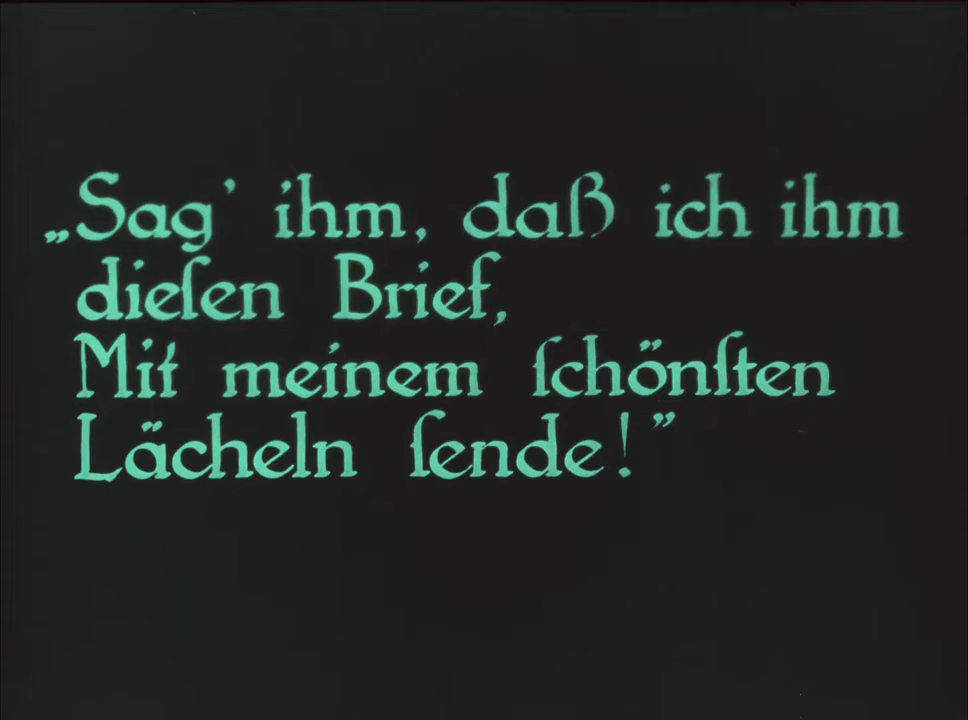 „Sag’ ihm, daß ich ihm
dieſen Brief,
Mit meinem ſchönſten
Lächeln ſende!”